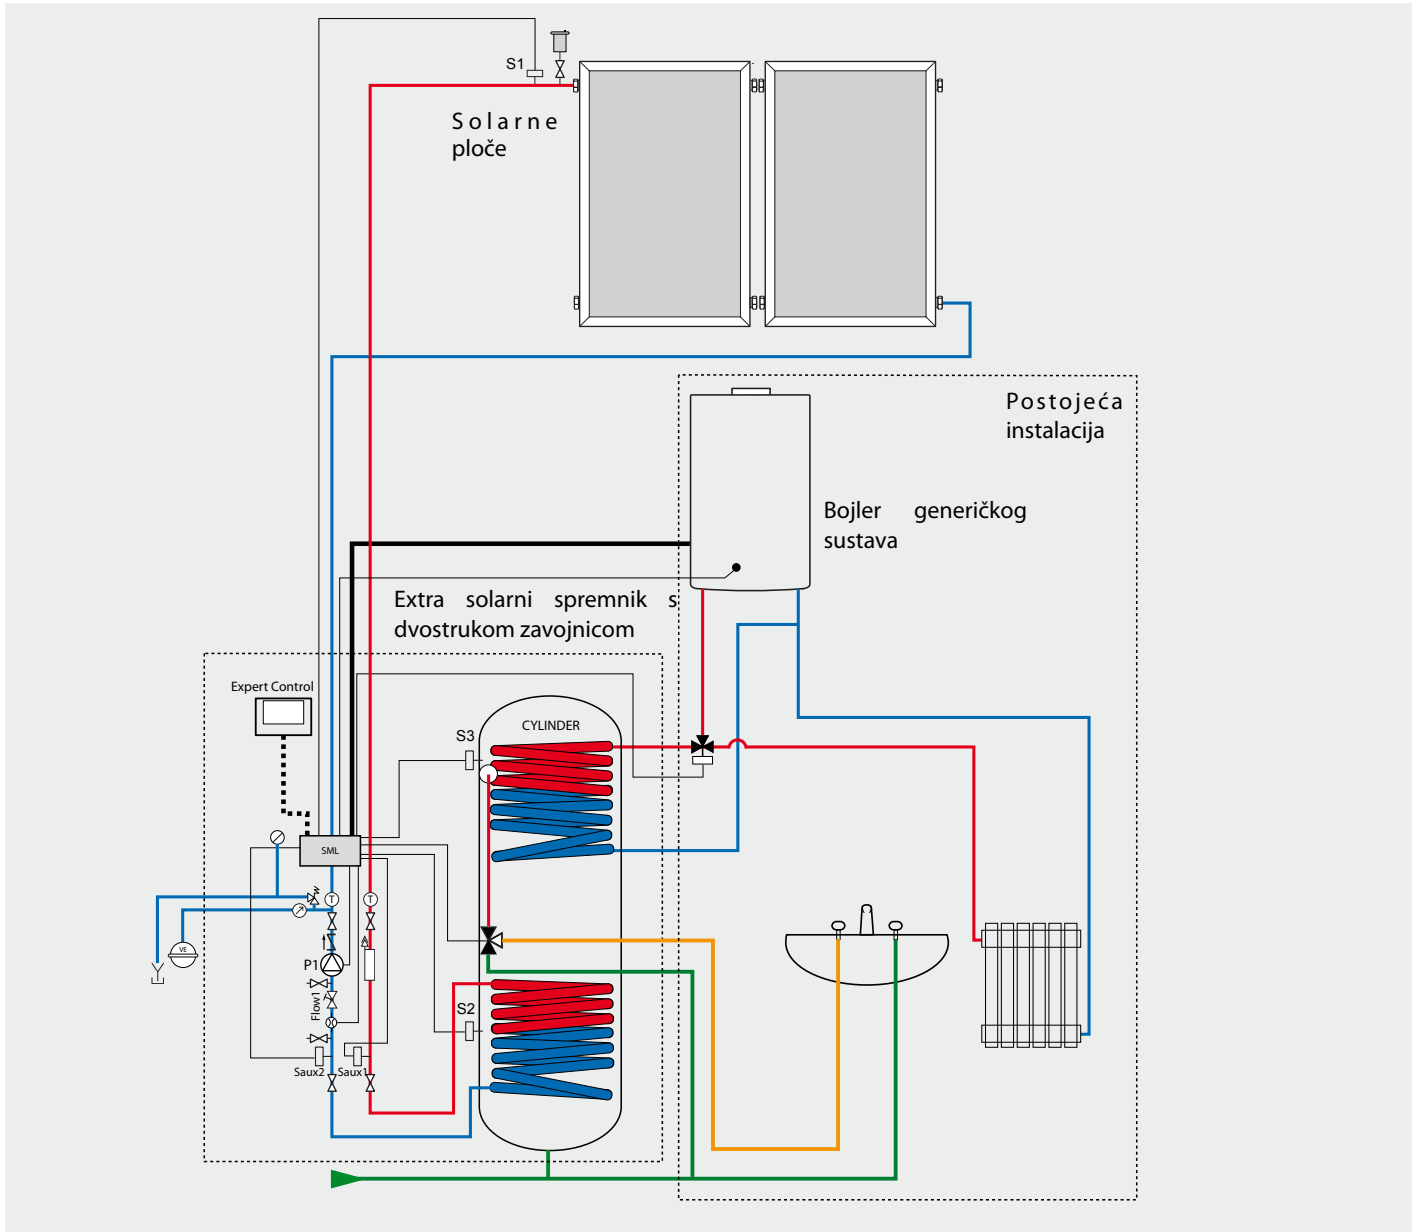 S1
Solarne
ploče
Postojeća
instalacija
Bojler generičkog
sustava
Extra solarni spremnik s
dvostrukom zavojnicom
Expert Control
CYLINDER
S3
SML
T
T
VE
P1
Flow1
S2
Saux2
Saux1